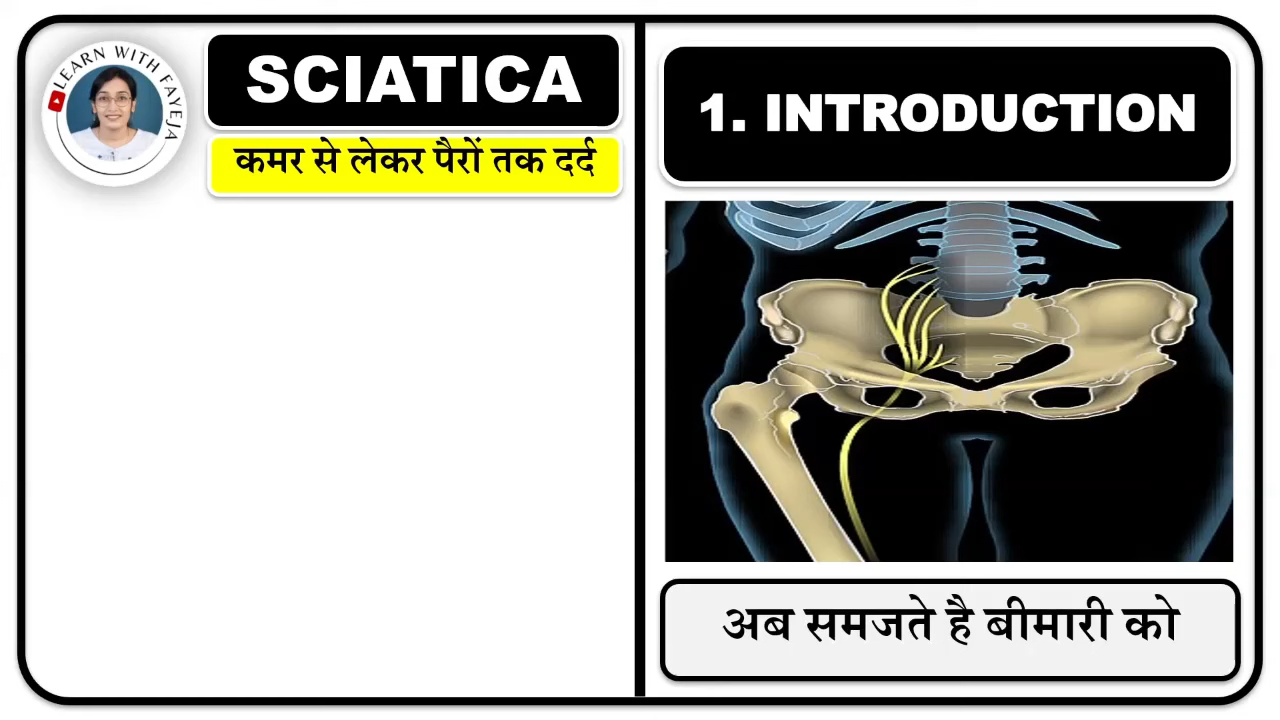 LEARN WITH FAYEJA
SCIATICA
कमर से लेकर पैरों तक दर्द
1. INTRODUCTION
अब समजते है बीमारी को